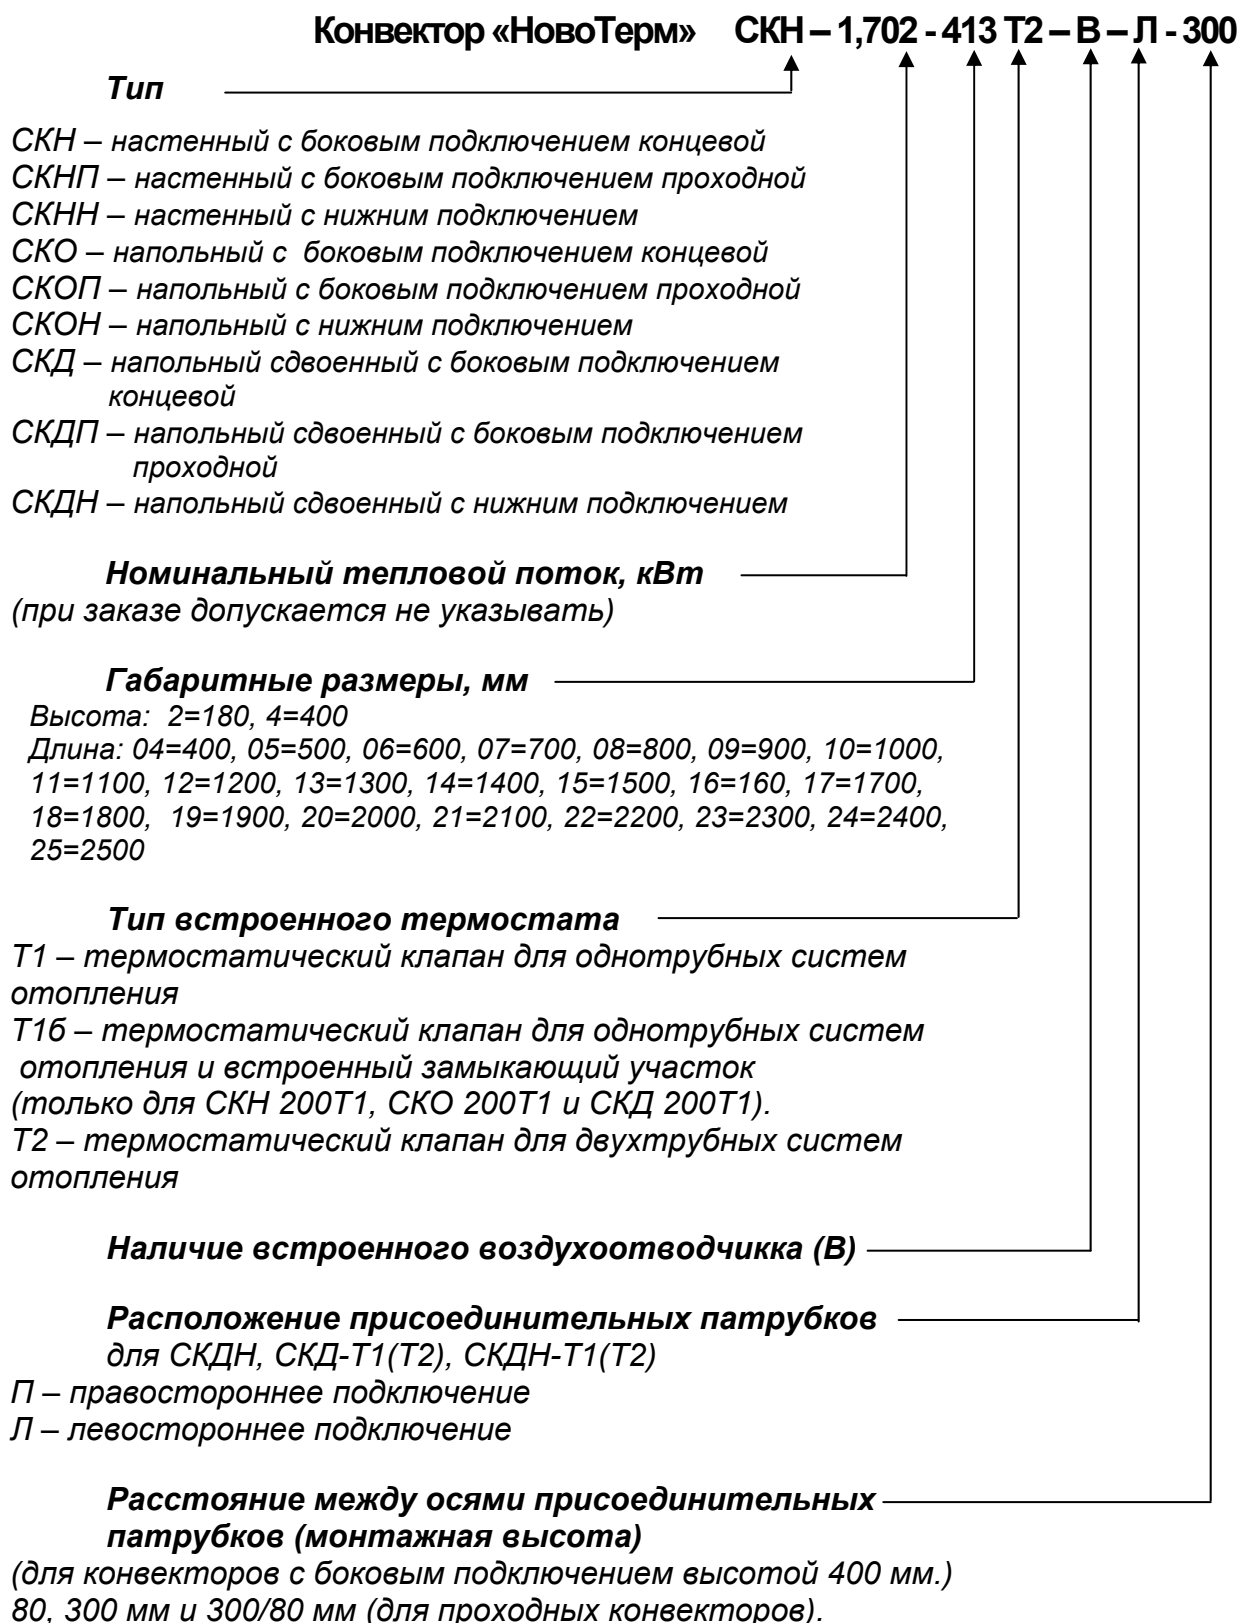 Конвектор «НовоТерм» СКН – 1,702 - 413 Т2 – В – Л - 300
Тип
СКН – настенный с боковым подключением концевой
СКНП – настенный с боковым подключением проходной
СКНН – настенный с нижним подключением
СКО – напольный с боковым подключением концевой
СКОП – напольный с боковым подключением проходной
СКОН – напольный с нижним подключением
СКД – напольный сдвоенный с боковым подключением
концевой
СКДП – напольный сдвоенный с боковым подключением
проходной
СКДН – напольный сдвоенный с нижним подключением
Номинальный тепловой поток, кВт
(при заказе допускается не указывать)
Габаритные размеры, мм
Высота: 2=180, 4=400
Длина: 04=400, 05=500, 06=600, 07=700, 08=800, 09=900, 10=1000,
11=1100, 12=1200, 13=1300, 14=1400, 15=1500, 16=160, 17=1700,
18=1800, 19=1900, 20=2000, 21=2100, 22=2200, 23=2300, 24=2400,
25=2500
Тип встроенного термостата
Т1 – термостатический клапан для однотрубных систем
отопления
Т1б – термостатический клапан для однотрубных систем
отопления и встроенный замыкающий участок
(только для СКН 200Т1, СКО 200Т1 и СКД 200Т1).
Т2 – термостатический клапан для двухтрубных систем
отопления
Наличие встроенного воздухоотводчикка (В)
Расположение присоединительных патрубков
для СКДН, СКД-Т1(Т2), СКДН-Т1(Т2)
П – правостороннее подключение
Л – левостороннее подключение
Расстояние между осями присоединительных
патрубков (монтажная высота)
(для конвекторов с боковым подключением высотой 400 мм.)
80, 300 мм и 300/80 мм (для проходных конвекторов).